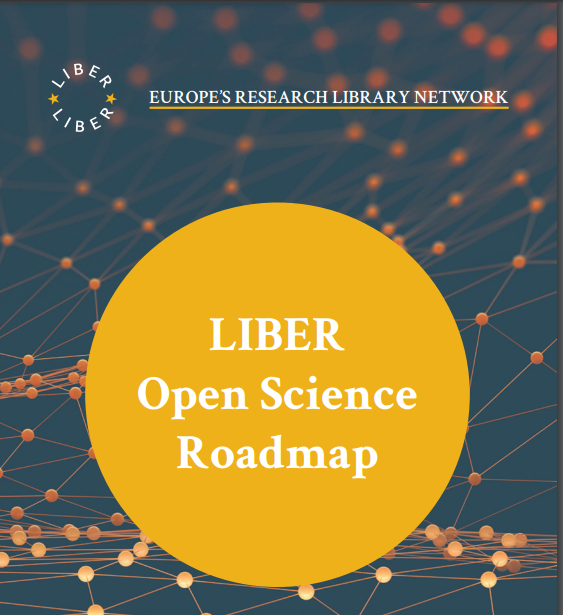 LIBER
LIBER
EUROPE'S RESEARCH LIBRARY NETWORK
LIBER
Open Science
Roadmap